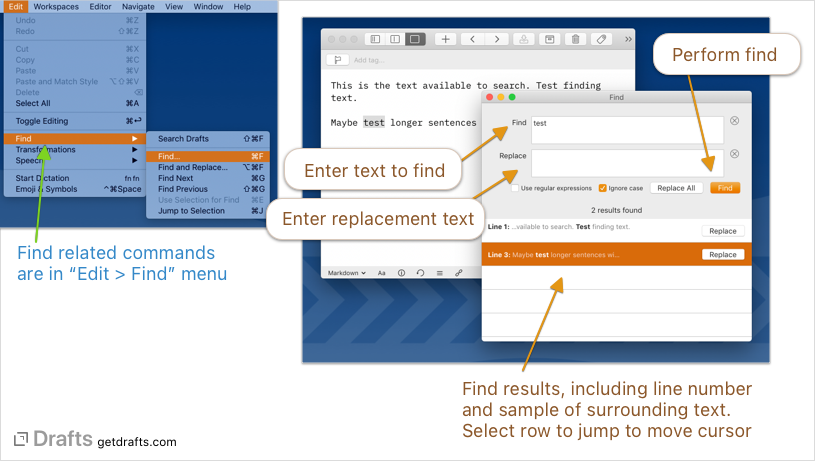 Edit Workspaces Editor Navigate View Window Help
Undo ⌘Z
Redo ⇧⌘Z
Cut ⌘X
Copy ⌘C
Paste ⌘V
Paste and Match Style ⌥⇧⌘V
Delete ⌫
Select All ⌘A
Toggle Editing ⌘↩
Find ▶
Transformations ▶
Speech ▶
Start Dictation fn fn
Emoji & Symbols ^⌘Space
Search Drafts ⇧⌘F
Find... ⌘F
Find and Replace... ⌥⌘F
Find Next ⌘G
Find Previous ⇧⌘G
Use Selection for Find ⌘E
Jump to Selection ⌘J
Find related commands
are in “Edit > Find” menu
Add tag...
This is the text available to search. Test finding
text.
Maybe test longer sentences
Markdown Aa
Perform find
Find
Find test
Replace
Enter text to find
Enter replacement text
Use regular expressions Ignore case Replace All Find
2 results found
Line 1: ..vailable to search. Test finding text. Replace
Line 3: Maybe test longer sentences wi... Replace
Find results, including line number
and sample of surrounding text.
Select row to jump to move cursor
Drafts getdrafts.com